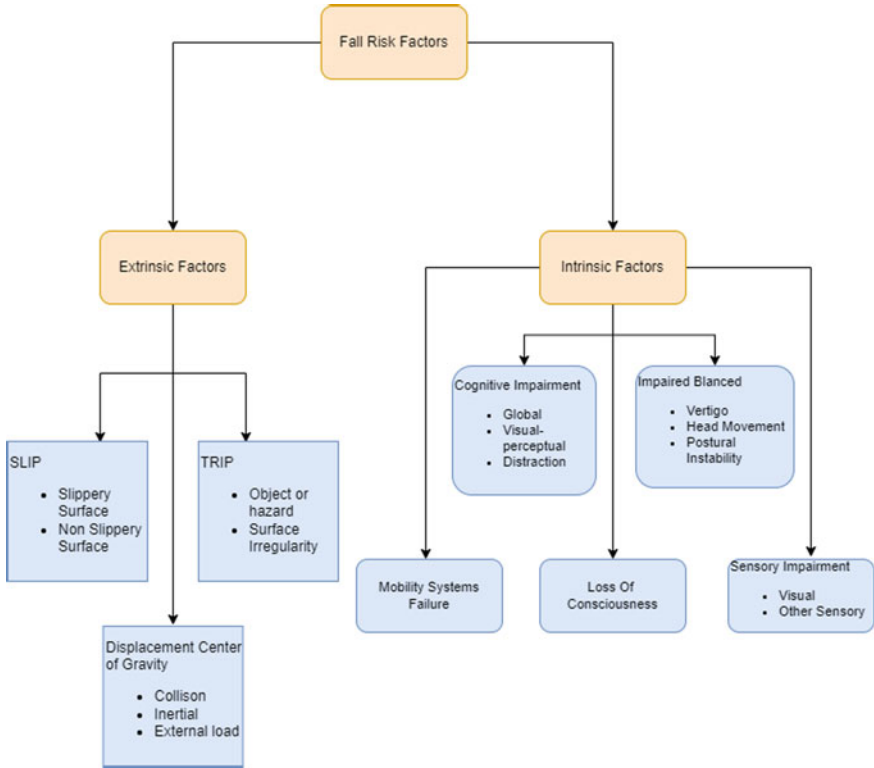 Fall Risk Factors
Extrinsic Factors
Intrinsic Factors
Cognitive Impairment
• Global
• Visual-
perceptual
• Distraction
Impaired Blanced
• Vertigo
• Head Movement
• Postural
Instability
SLIP
• Slippery
Surface
• Non Slippery
Surface
TRIP
• Object or
hazard
• Surface
Irregularity
Mobility Systems
Failure
Loss Of
Consciousness
Sensory Impairment
• Visual
• Other Sensory
Displacement Center
of Gravity
• Collison
• Inertial
• External load